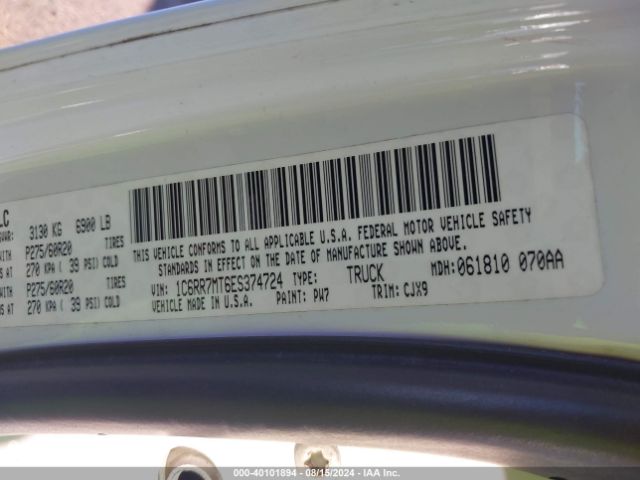 LC
GVWR: 3130 KG 6900 LB
P275/60R20 TIRES
S AT 270 KPA ( 39 PSI) COLD
P275/60R20 TIRES
S AT 270 KPA ( 39 PSI) COLD
THIS VEHICLE CONFORMS TO ALL APPLICABLE U.S.A. FEDERAL MOTOR VEHICLE SAFETY
STANDARDS IN EFFECT ON THE DATE OF MANUFACTURE SHOWN ABOVE.
VIN: 1C6RR7MT6ES374724 TYPE: TRUCK MDH:061810 070AA
VEHICLE MADE IN U.S.A. PAINT: PW7 TRIM: CJX9
000-40101894 - 08/15/2024 - IAA Inc.